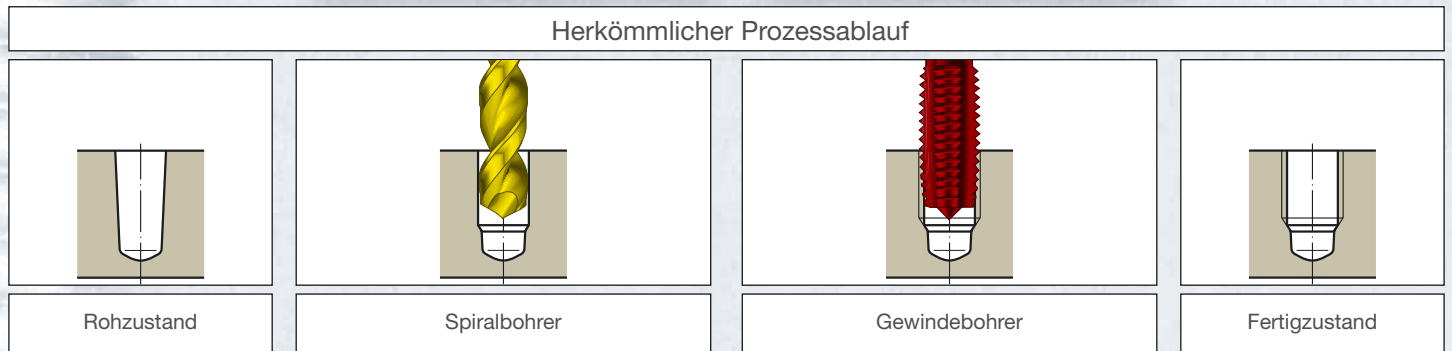 Herkömmlicher Prozessablauf
Rohzustand
Spiralbohrer
Gewindebohrer
Fertigzustand